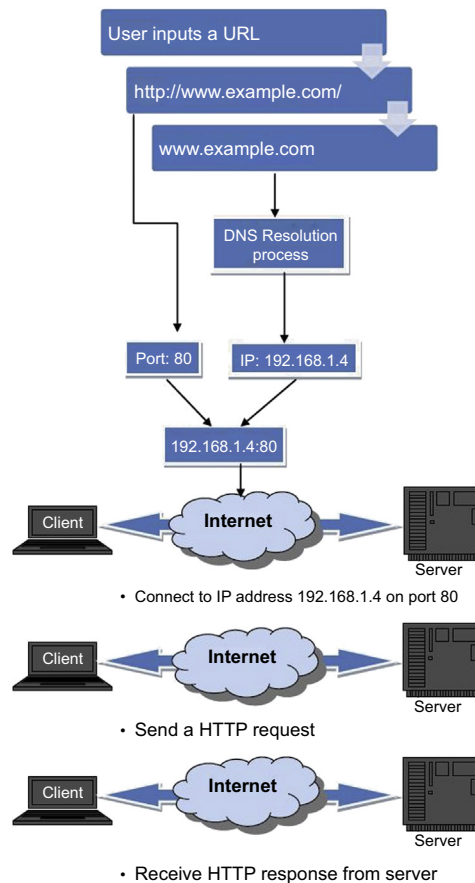 User inputs a URL
http://www.example.com/
www.example.com
DNS Resolution
process
Port: 80
IP: 192.168.1.4
192.168.1.4:80
Client
Internet
Server
• Connect to IP address 192.168.1.4 on port 80
Client
Internet
Server
• Send a HTTP request
Client
Internet
Server
• Receive HTTP response from server